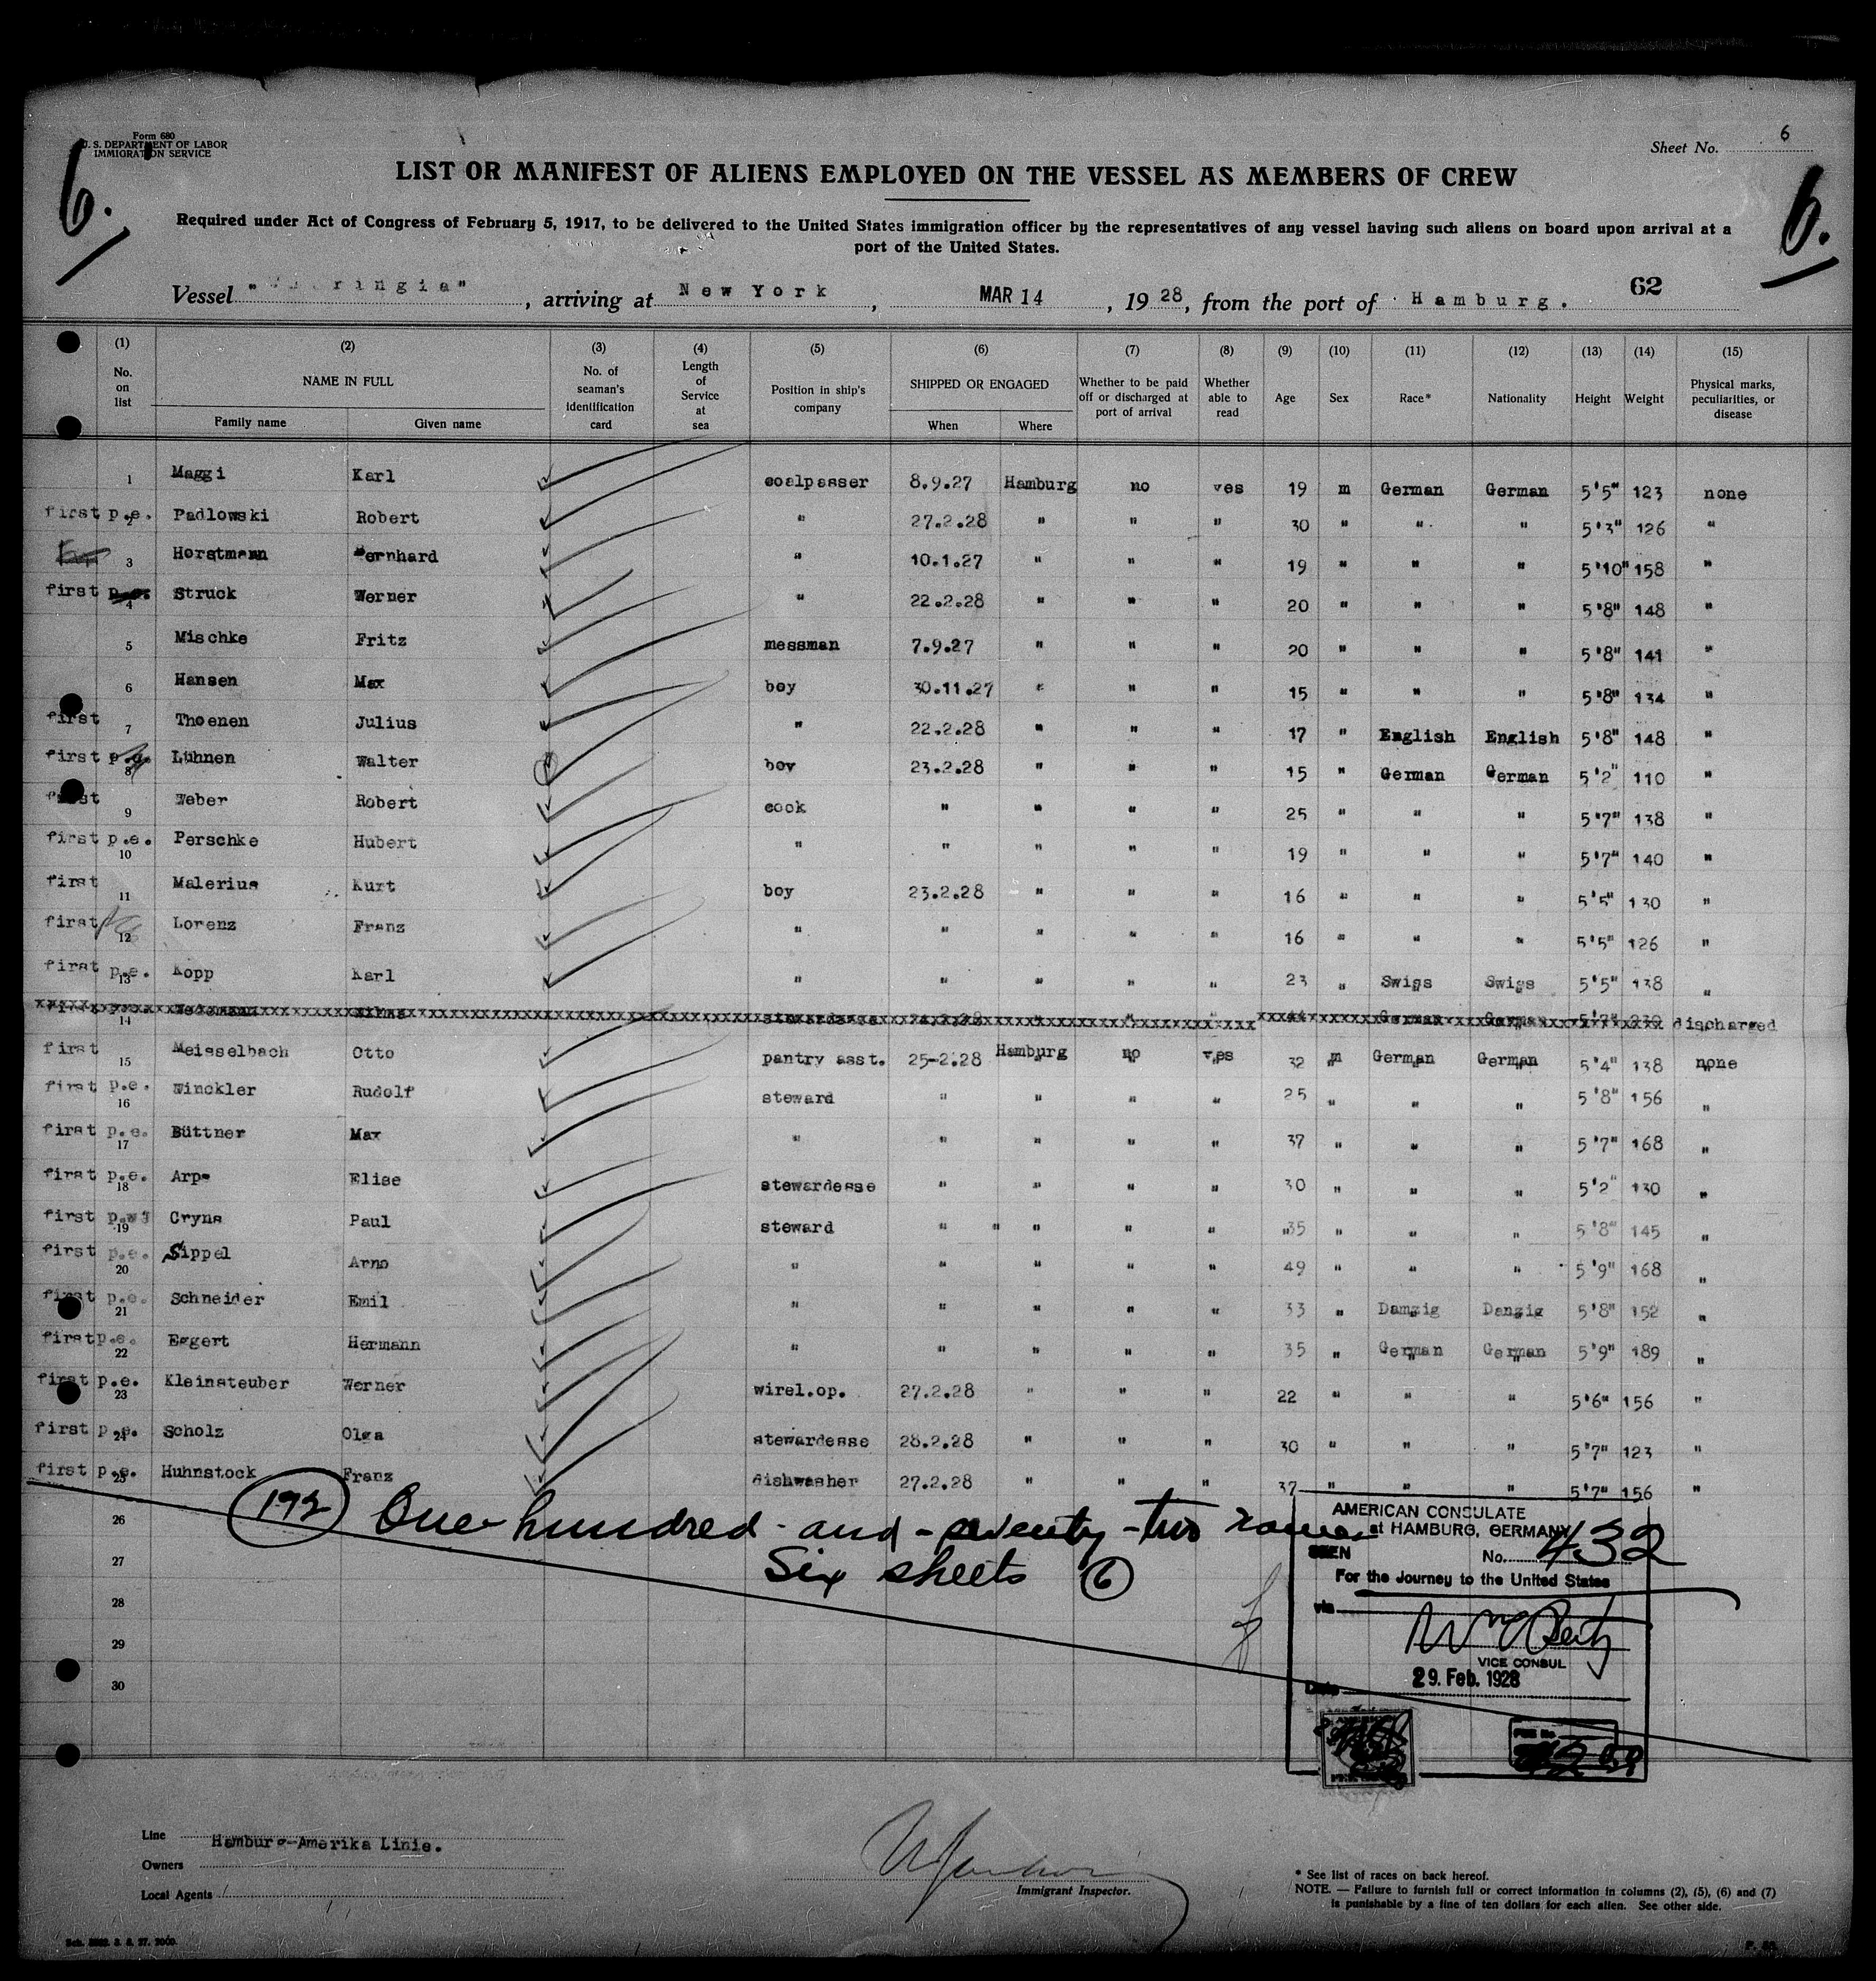 Form 680
U. S. DEPARTMENT OF LABOR
IMMIGRATION SERVICE
Sheet No. 6
6.
6.
LIST OR MANIFEST OF ALIENS EMPLOYED ON THE VESSEL AS MEMBERS OF CREW
Required under Act of Congress of February 5, 1917, to be delivered to the United States immigration officer by the representatives of any vessel having such aliens on board upon arrival at a
port of the United States.
62
Vessel , arriving at New York, MAR 14, 1928, from the port of Hamburg.
(1) (2) (3) (4) (5) (6) (7) (8) (9) (10) (11) (12) (13) (14) (15)
No. on list NAME IN FULL Family name Given name No. of seaman's identification card Length of Service at sea Position in ship's company SHIPPED OR ENGAGED When Where Whether to be paid off or discharged at port of arrival Whether able to read Age Sex Race* Nationality Height Weight Physical marks, peculiarities, or disease
1 Maggi Karl coalpasser 8.9.27 Hamburg no yes 19 m German German 5'5" 123 none
first p.e. 2 Padlowski Robert " 27.2.28 " " " 30 " " " 5'3" 126 "
3 Horstmann Bernhard " 10.1.27 " " " 19 " " " 5'10" 158 "
first p.e. 4 Struck Werner " 22.2.28 " " " 20 " " " 5'8" 148 "
5 Mischke Fritz messman 7.9.27 " " " 20 " " " 5'8" 141 "
6 Hansen Max boy 30.11.27 " " " 15 " " " 5'8" 134 "
first 7 Thoenen Julius " 22.2.28 " " " 17 " English English 5'8" 148 "
first p.e. 8 Lühnen Walter boy 23.2.28 " " " 15 " German German 5'2" 110 "
first 9 Weber Robert cook " " " " 25 " " " 5'7" 138 "
first p.e. 10 Perschke Hubert " " " " " 19 " " " 5'7" 140 "
first 11 Malerius Kurt boy 23.2.28 " " " 16 " " " 5'5" 130 "
first 12 Lorenz Franz " " " " " 16 " " " 5'5" 126 "
first p.e. 13 Kopp Karl " " " " " 23 " Swiss Swiss 5'5" 138 "
14 stewardesse " " " 44 German German discharged
first 15 Meisselbach Otto pantry asst. 25-2.28 Hamburg no yes 32 m German German 5'4" 138 none
first p.e. 16 Winckler Rudolf steward " " " " 25 " " " 5'8" 156 "
first p.e. 17 Büttner Max " " " " " 37 " " " 5'7" 168 "
first p.e. 18 Arpe Elise stewardesse " " " " 30 " " " 5'2" 130 "
first 19 Cryns Paul steward " " " " 35 " " " 5'8" 145 "
first p.e. 20 Sippel Arno " " " " " 49 " " " 5'9" 168 "
first p.e. 21 Schneider Emil " " " " " 33 " Danzig Danzig 5'8" 152 "
first p.e. 22 Eggert Hermann " " " " " 35 " German German 5'9" 189 "
first p.e. 23 Kleinsteuber Werner wirel.op. 27.2.28 " " " 22 " " " 5'6" 156 "
first p.e. 24 Scholz Olga stewardesse 28.2.28 " " " 30 " " " 5'7" 123 "
first p.e. 25 Huhnstock Franz dishwasher 27.2.28 " " " 37 " " " 5'7" 156 "
26
27
28
29
30
172 One hundred-and-seventy-two names
Six sheets 6
AMERICAN CONSULATE
at HAMBURG, GERMANY
SEEN
No. 432
For the Journey to the United States
via
VICE CONSUL
Date 29. Feb. 1928
Line Hamburg-Amerika Linie.
Owners
Local Agents
Immigrant Inspector.
* See list of races on back hereof.
NOTE. — Failure to furnish full or correct information in columns (2), (5), (6) and (7)
is punishable by a fine of ten dollars for each alien. See other side.